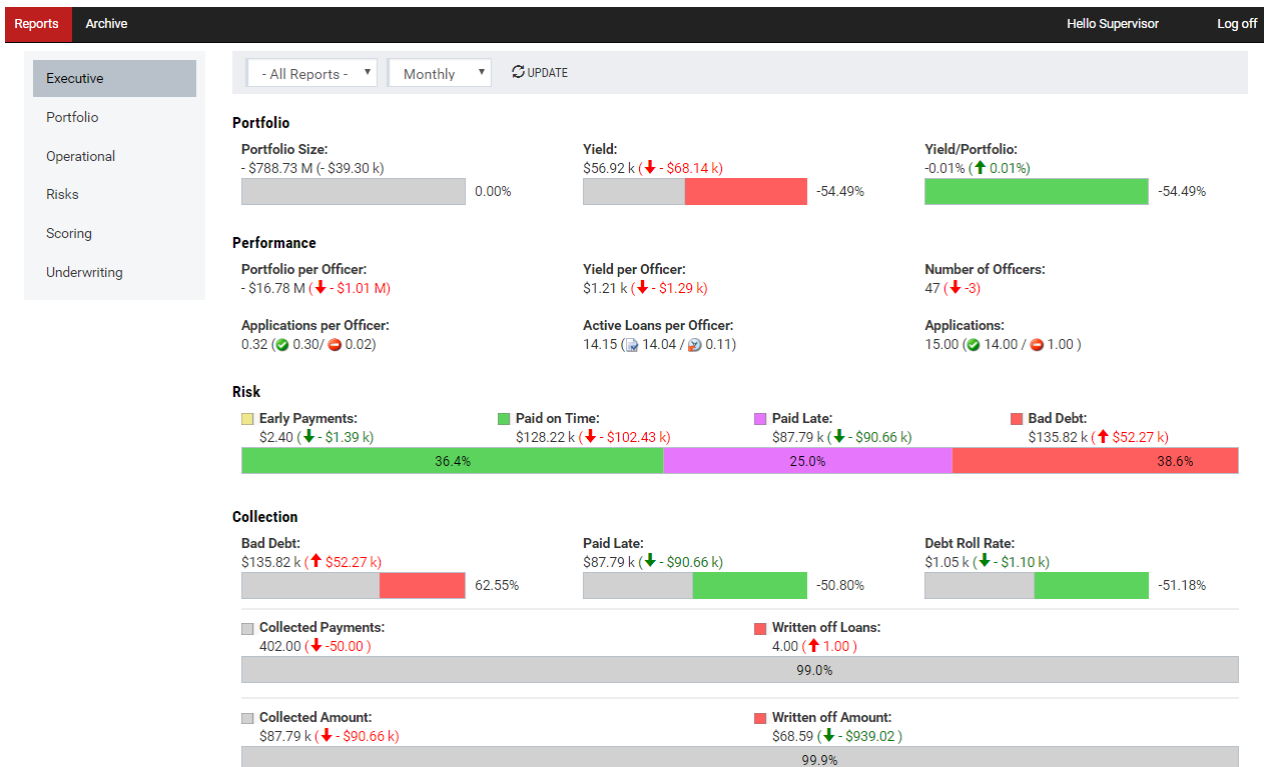 Reports Archive Hello Supervisor Log off
Executive
Portfolio
Operational
Risks
Scoring
Underwriting
- All Reports - Monthly UPDATE
Portfolio
Portfolio Size: Yield: Yield/Portfolio:
- $788.73 M (- $39.30 k) $56.92 k ( - $68.14 k) -0.01% ( 0.01%)
0.00% -54.49% -54.49%
Performance
Portfolio per Officer: Yield per Officer: Number of Officers:
- $16.78 M ( - $1.01 M) $1.21 k ( - $1.29 k) 47 ( -3)
Applications per Officer: Active Loans per Officer: Applications:
0.32 ( 0.30/ 0.02) 14.15 ( 14.04 / 0.11) 15.00 ( 14.00 / 1.00 )
Risk
Early Payments: Paid on Time: Paid Late: Bad Debt:
$2.40 ( - $1.39 k) $128.22 k ( - $102.43 k) $87.79 k ( - $90.66 k) $135.82 k ( $52.27 k)
36.4% 25.0% 38.6%
Collection
Bad Debt: Paid Late: Debt Roll Rate:
$135.82 k ( $52.27 k) $87.79 k ( - $90.66 k) $1.05 k ( - $1.10 k)
62.55% -50.80% -51.18%
Collected Payments: Written off Loans:
402.00 ( -50.00 ) 4.00 ( 1.00 )
99.0%
Collected Amount: Written off Amount:
$87.79 k ( - $90.66 k) $68.59 ( - $939.02 )
99.9%